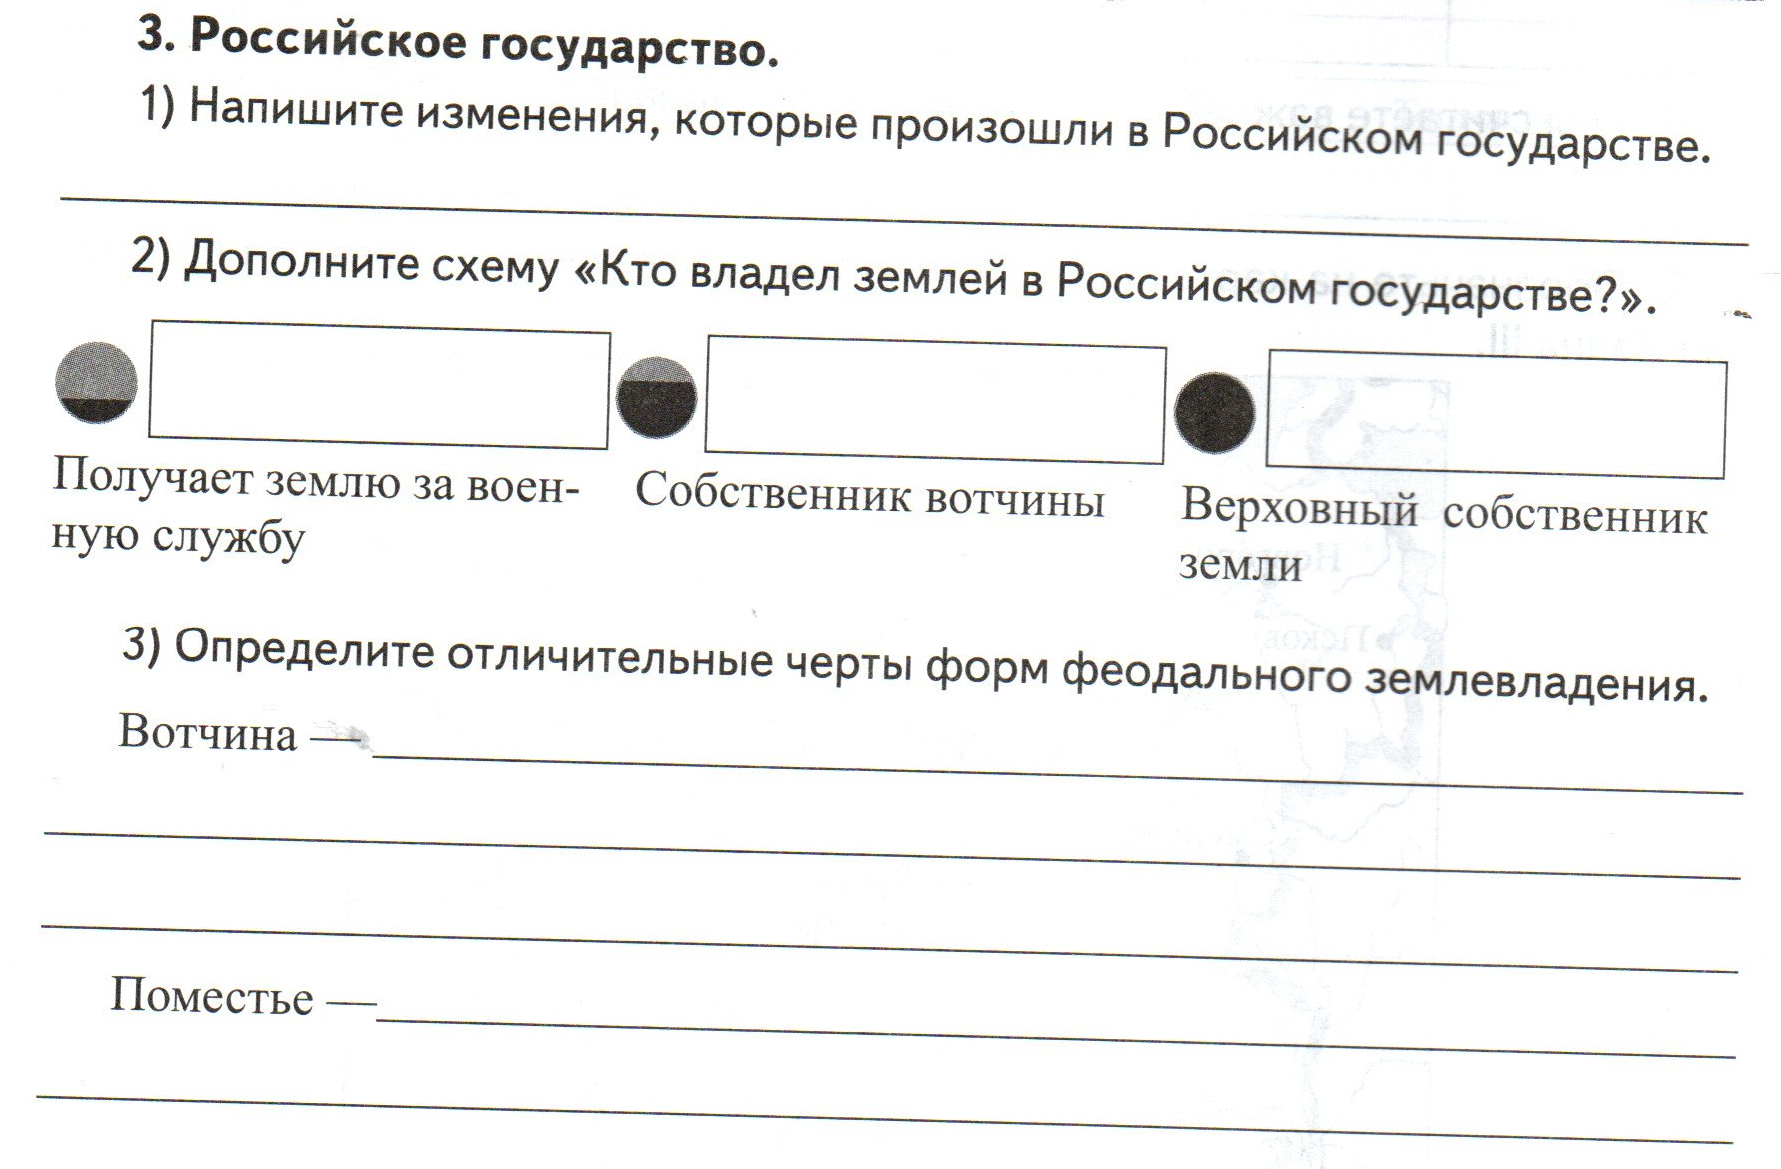 3. Российское государство.
1) Напишите изменения, которые произошли в Российском государстве.
2) Дополните схему «Кто владел землей в Российском государстве?».
Получает землю за воен-
ную службу
Собственник вотчины
Верховный собственник
земли
3) Определите отличительные черты форм феодального землевладения.
Вотчина —
Поместье —